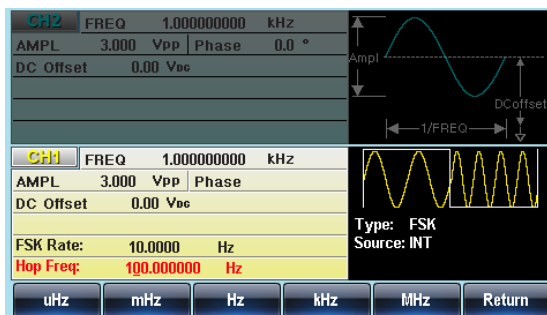 CH2 FREQ 1.000000000 kHz
AMPL 3.000 Vpp Phase 0.0 °
DC Offset 0.00 VDC
Ampl
DCoffset
1/FREQ
CH1 FREQ 1.000000000 kHz
AMPL 3.000 Vpp Phase
DC Offset 0.00 VDC
FSK Rate: 10.0000 Hz
Hop Freq: 100.000000 Hz
Type: FSK
Source: INT
uHz mHz Hz kHz MHz Return